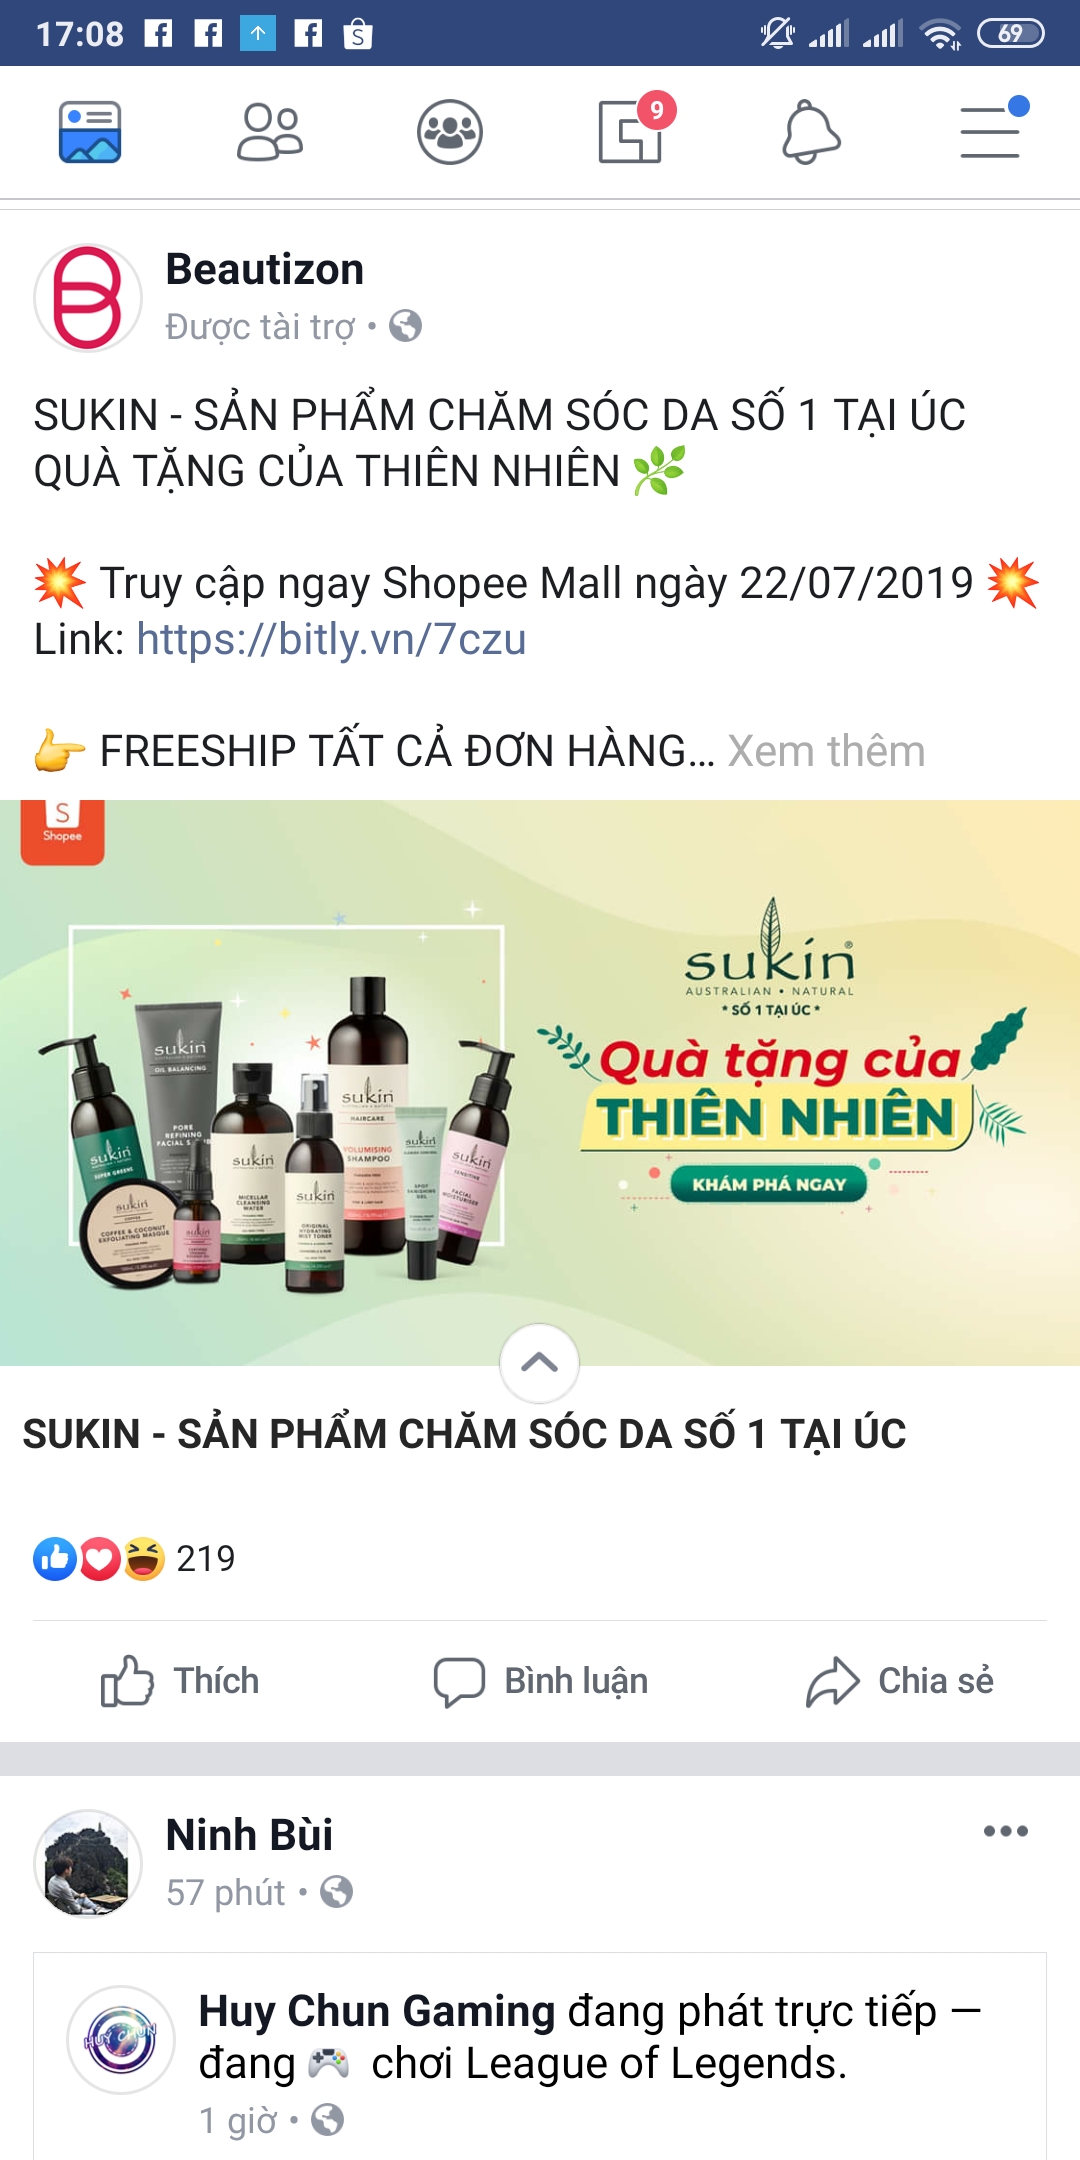 17:08
69
9
Beautizon
Được tài trợ •
SUKIN - SẢN PHẨM CHĂM SÓC DA SỐ 1 TẠI ÚC
QUÀ TẶNG CỦA THIÊN NHIÊN 🌿
💥 Truy cập ngay Shopee Mall ngày 22/07/2019 💥
Link: https://bitly.vn/7czu
👉 FREESHIP TẤT CẢ ĐƠN HÀNG... Xem thêm
S
Shopee
sukin
AUSTRALIAN • NATURAL
* SỐ 1 TẠI ÚC *
Quà tặng của
THIÊN NHIÊN
KHÁM PHÁ NGAY
sukin
OIL BALANCING
PORE
REFINING
sukin
SUPER GREENS
sukin
COFFEE & COCONUT
EXFOLIATING MASQUE
sukin
sukin
MICELLAR
CLEANSING
WATER
sukin
ORIGINAL
HYDRATING
MIST TONER
sukin
HAIRCARE
VOLUMISING
SHAMPOO
sukin
SPOT
sukin
SENSITIVE
FACIAL
MOISTURISER
SUKIN - SẢN PHẨM CHĂM SÓC DA SỐ 1 TẠI ÚC
219
Thích
Bình luận
Chia sẻ
Ninh Bùi
57 phút •
HUY CHUN
Huy Chun Gaming đang phát trực tiếp —
đang 🎮 chơi League of Legends.
1 giờ •